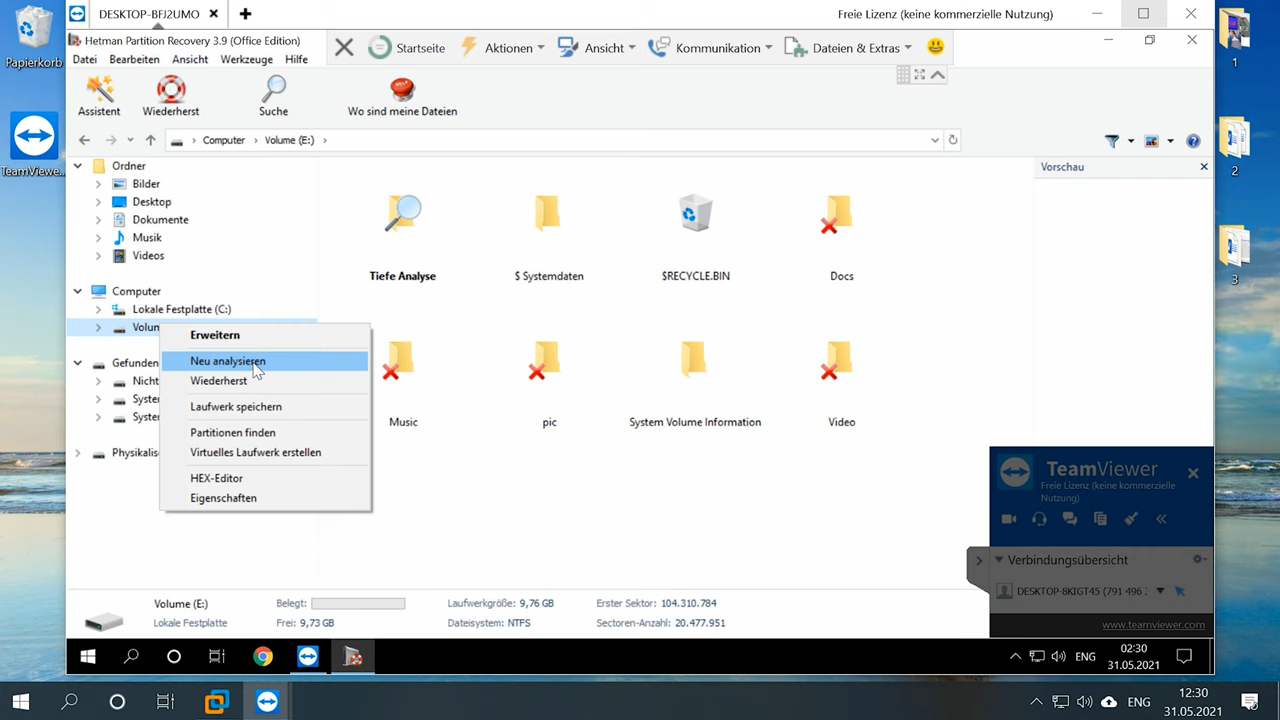 Papierkorb
TeamViewer...
1
2
3
DESKTOP-BFJ2UMO
Freie Lizenz (keine kommerzielle Nutzung)
Hetman Partition Recovery 3.9 (Office Edition)
Startseite
Aktionen
Ansicht
Kommunikation
Dateien & Extras
Datei Bearbeiten Ansicht Werkzeuge Hilfe
Assistent
Wiederherst
Suche
Wo sind meine Dateien
Computer
Volume (E:)
Vorschau
Ordner
Bilder
Desktop
Dokumente
Musik
Videos
Computer
Lokale Festplatte (C:)
Volum
Gefunden
Nicht
Syste
Syste
Physikalis
Erweitern
Neu analysieren
Wiederherst
Laufwerk speichern
Partitionen finden
Virtuelles Laufwerk erstellen
HEX-Editor
Eigenschaften
Tiefe Analyse
$ Systemdaten
$RECYCLE.BIN
Docs
Music
pic
System Volume Information
Video
TeamViewer
Freie Lizenz (keine kommerzielle
Nutzung)
Verbindungsübersicht
DESKTOP-8KIGT45 (791 496
www.teamviewer.com
Volume (E:)
Lokale Festplatte
Belegt:
Frei: 9,73 GB
Laufwerkgröße: 9,76 GB
Dateisystem: NTFS
Erster Sektor: 104.310.784
Sectoren-Anzahl: 20.477.951
ENG
02:30
31.05.2021
ENG
12:30
31.05.2021